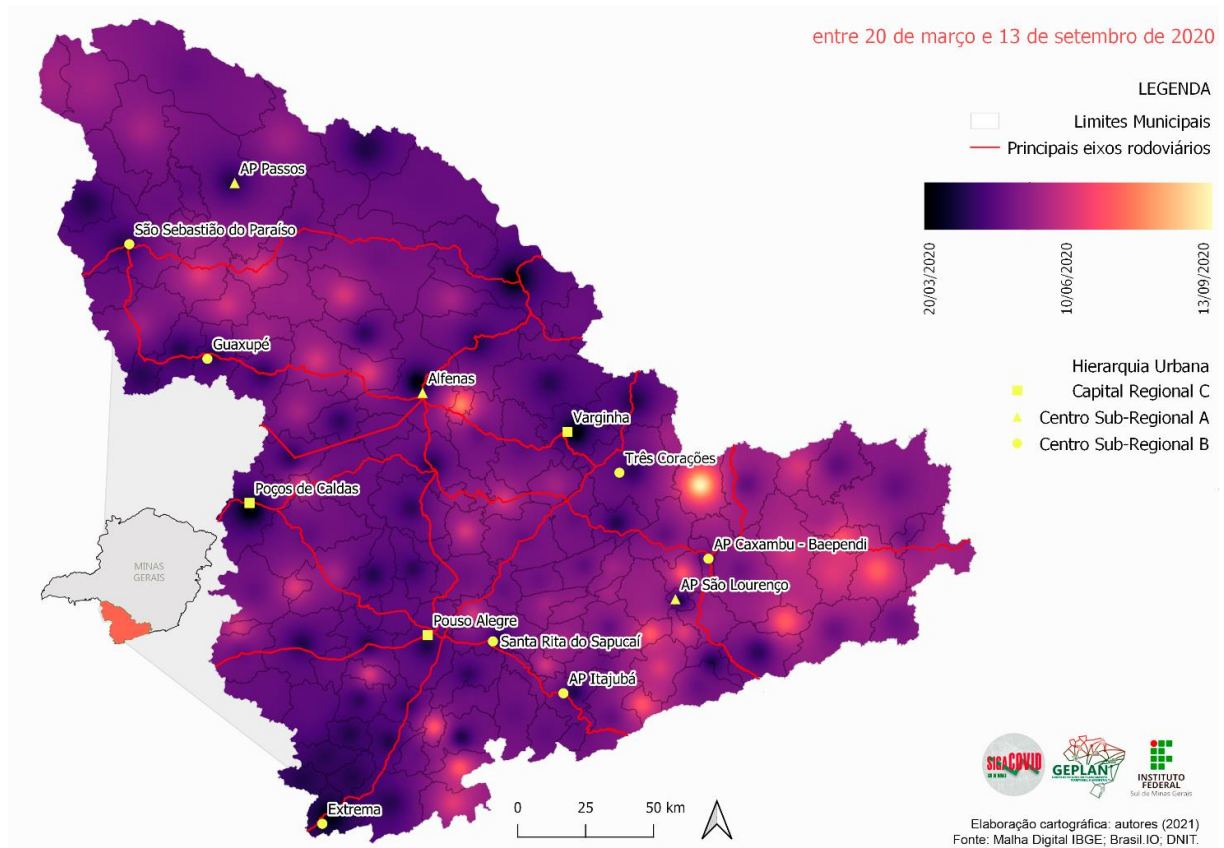 entre 20 de março e 13 de setembro de 2020
LEGENDA
Limites Municipais
Principais eixos rodoviários
20/03/2020
10/06/2020
13/09/2020
Hierarquia Urbana
Capital Regional C
Centro Sub-Regional A
Centro Sub-Regional B
AP Passos
São Sebastião do Paraíso
Guaxupé
Alfenas
Varginha
Três Corações
Poços de Caldas
AP Caxambu - Baependi
AP São Lourenço
Pouso Alegre
Santa Rita do Sapucaí
AP Itajubá
Extrema
MINAS
GERAIS
0 25 50 km
SIGACOVID
SUL DE MINAS
GEPLAN
INSTITUTO
FEDERAL
Sul de Minas Gerais
Elaboração cartográfica: autores (2021)
Fonte: Malha Digital IBGE; Brasil.IO; DNIT.